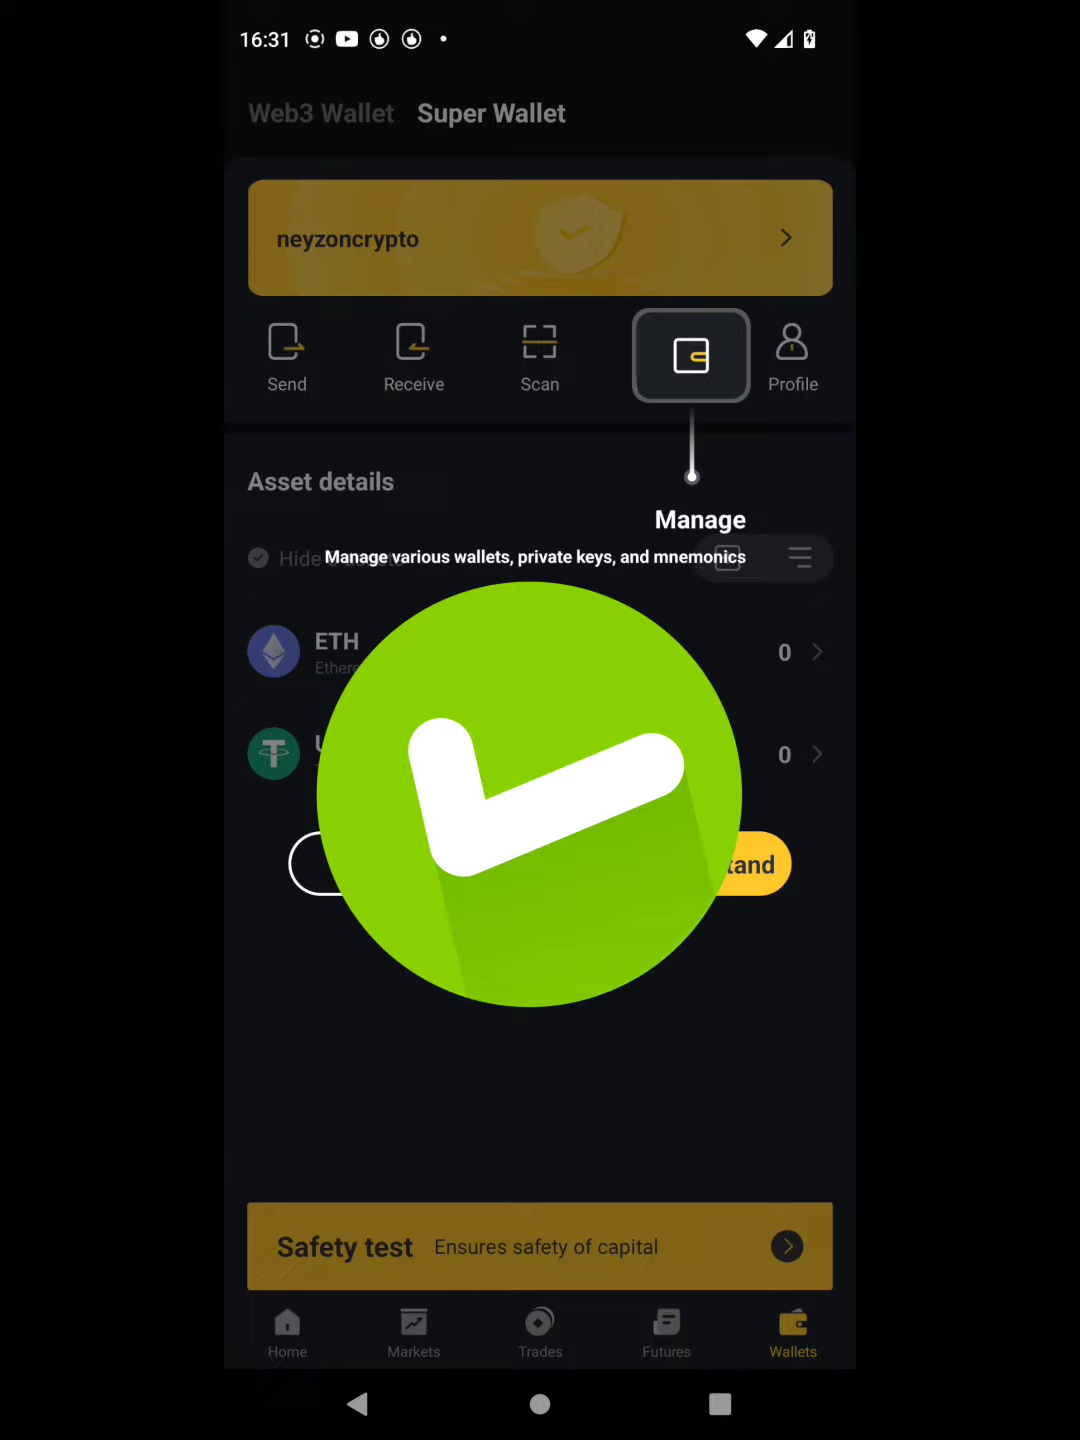 16:31
Web3 Wallet Super Wallet
neyzoncrypto
Send Receive Scan Profile
Asset details
Manage
Hide
Manage various wallets, private keys, and mnemonics
ETH
0
0
Safety test Ensures safety of capital
Home Markets Trades Futures Wallets